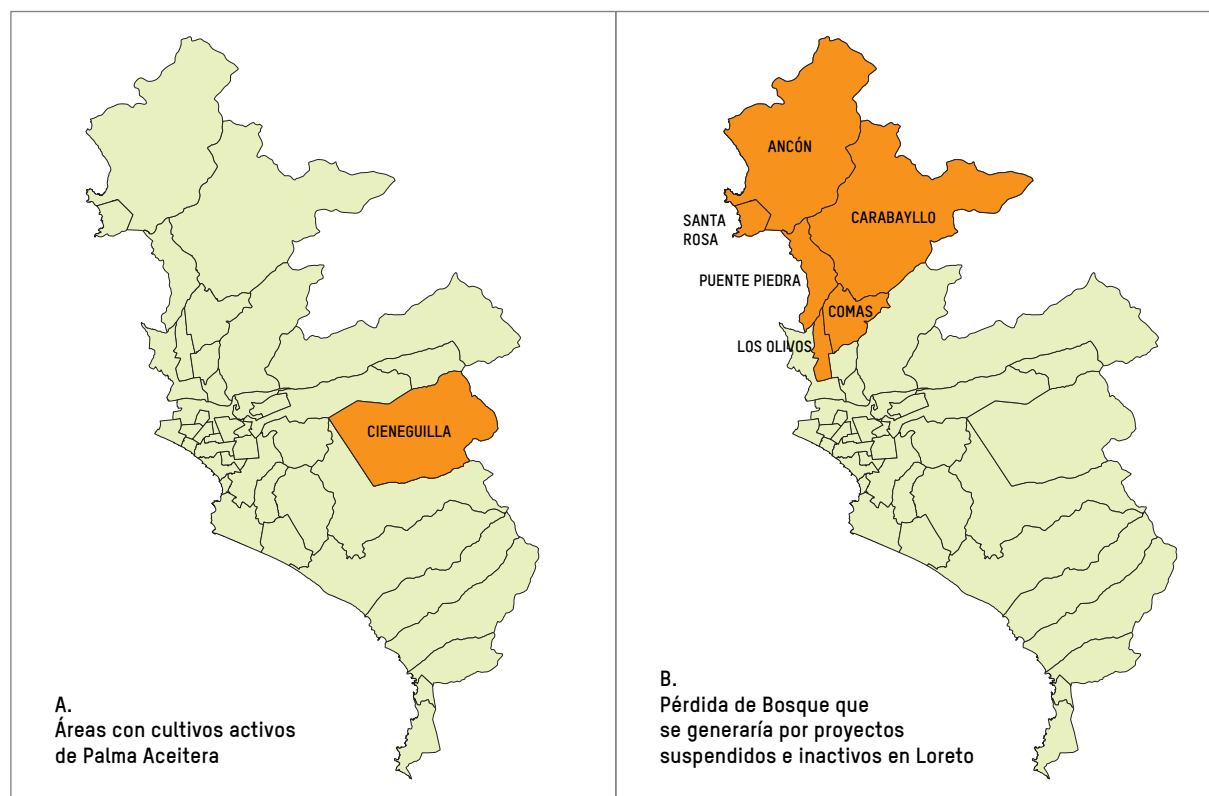 CIENEGUILLA
A.
Áreas con cultivos activos
de Palma Aceitera
ANCÓN
SANTA
ROSA
CARABAYLLO
PUENTE PIEDRA
COMAS
LOS OLIVOS
B.
Pérdida de Bosque que
se generaría por proyectos
suspendidos e inactivos en Loreto